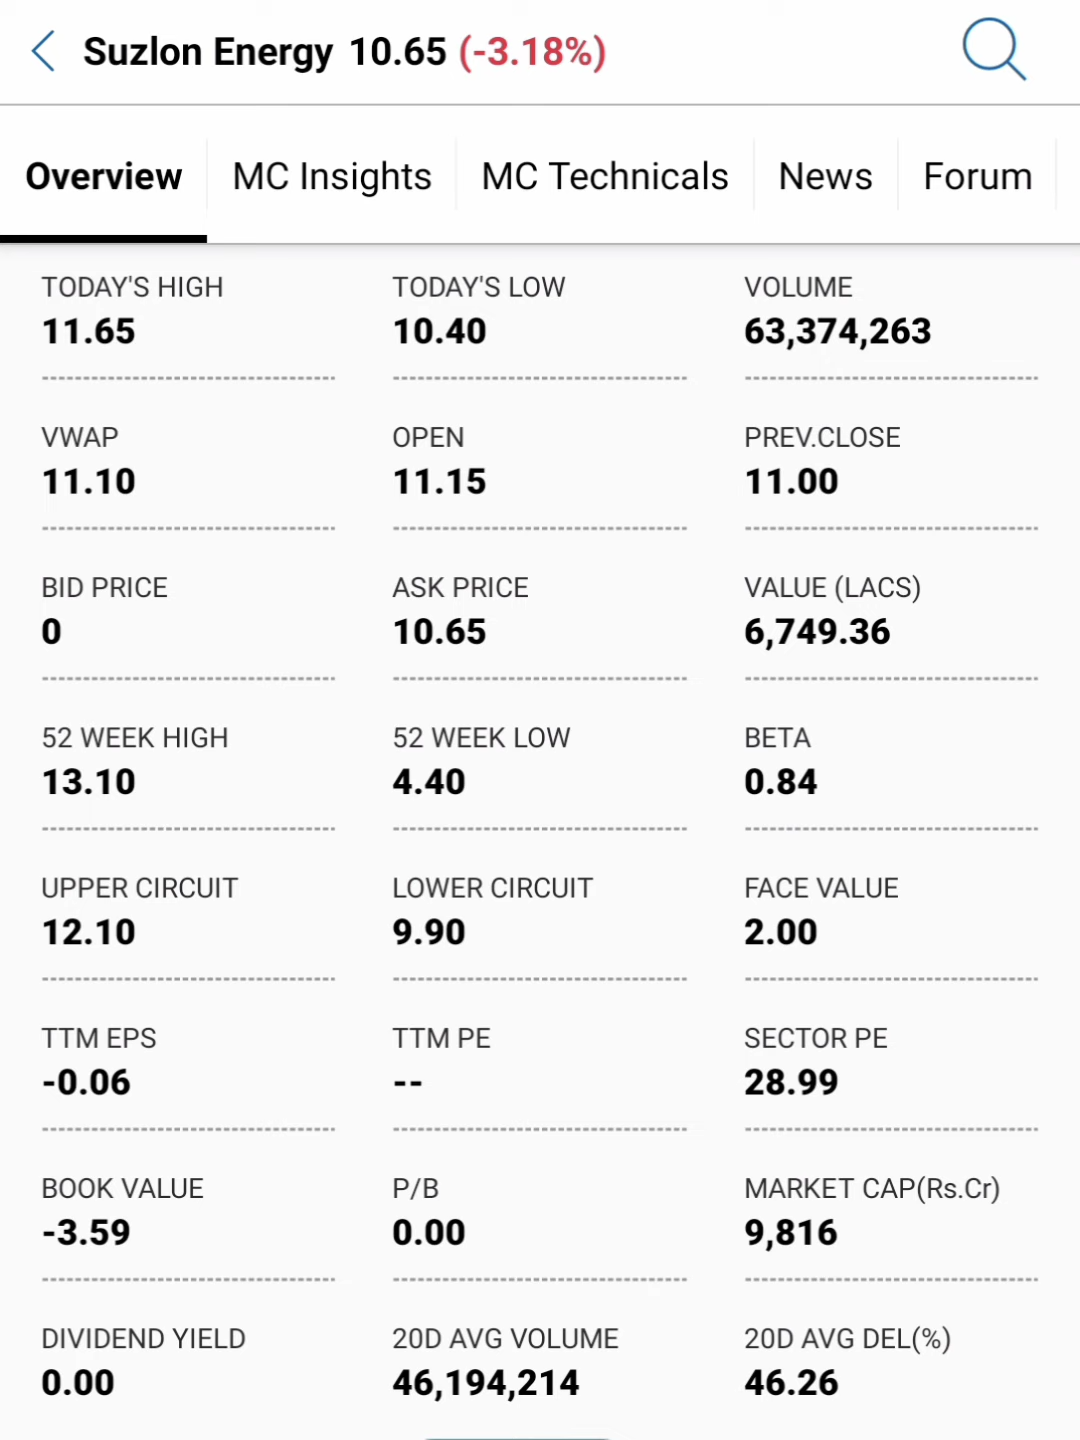 Suzlon Energy 10.65 (-3.18%)
Overview MC Insights MC Technicals News Forum
TODAY'S HIGH TODAY'S LOW VOLUME
11.65 10.40 63,374,263
VWAP OPEN PREV.CLOSE
11.10 11.15 11.00
BID PRICE ASK PRICE VALUE (LACS)
0 10.65 6,749.36
52 WEEK HIGH 52 WEEK LOW BETA
13.10 4.40 0.84
UPPER CIRCUIT LOWER CIRCUIT FACE VALUE
12.10 9.90 2.00
TTM EPS TTM PE SECTOR PE
-0.06 -- 28.99
BOOK VALUE P/B MARKET CAP(Rs.Cr)
-3.59 0.00 9,816
DIVIDEND YIELD 20D AVG VOLUME 20D AVG DEL(%)
0.00 46,194,214 46.26